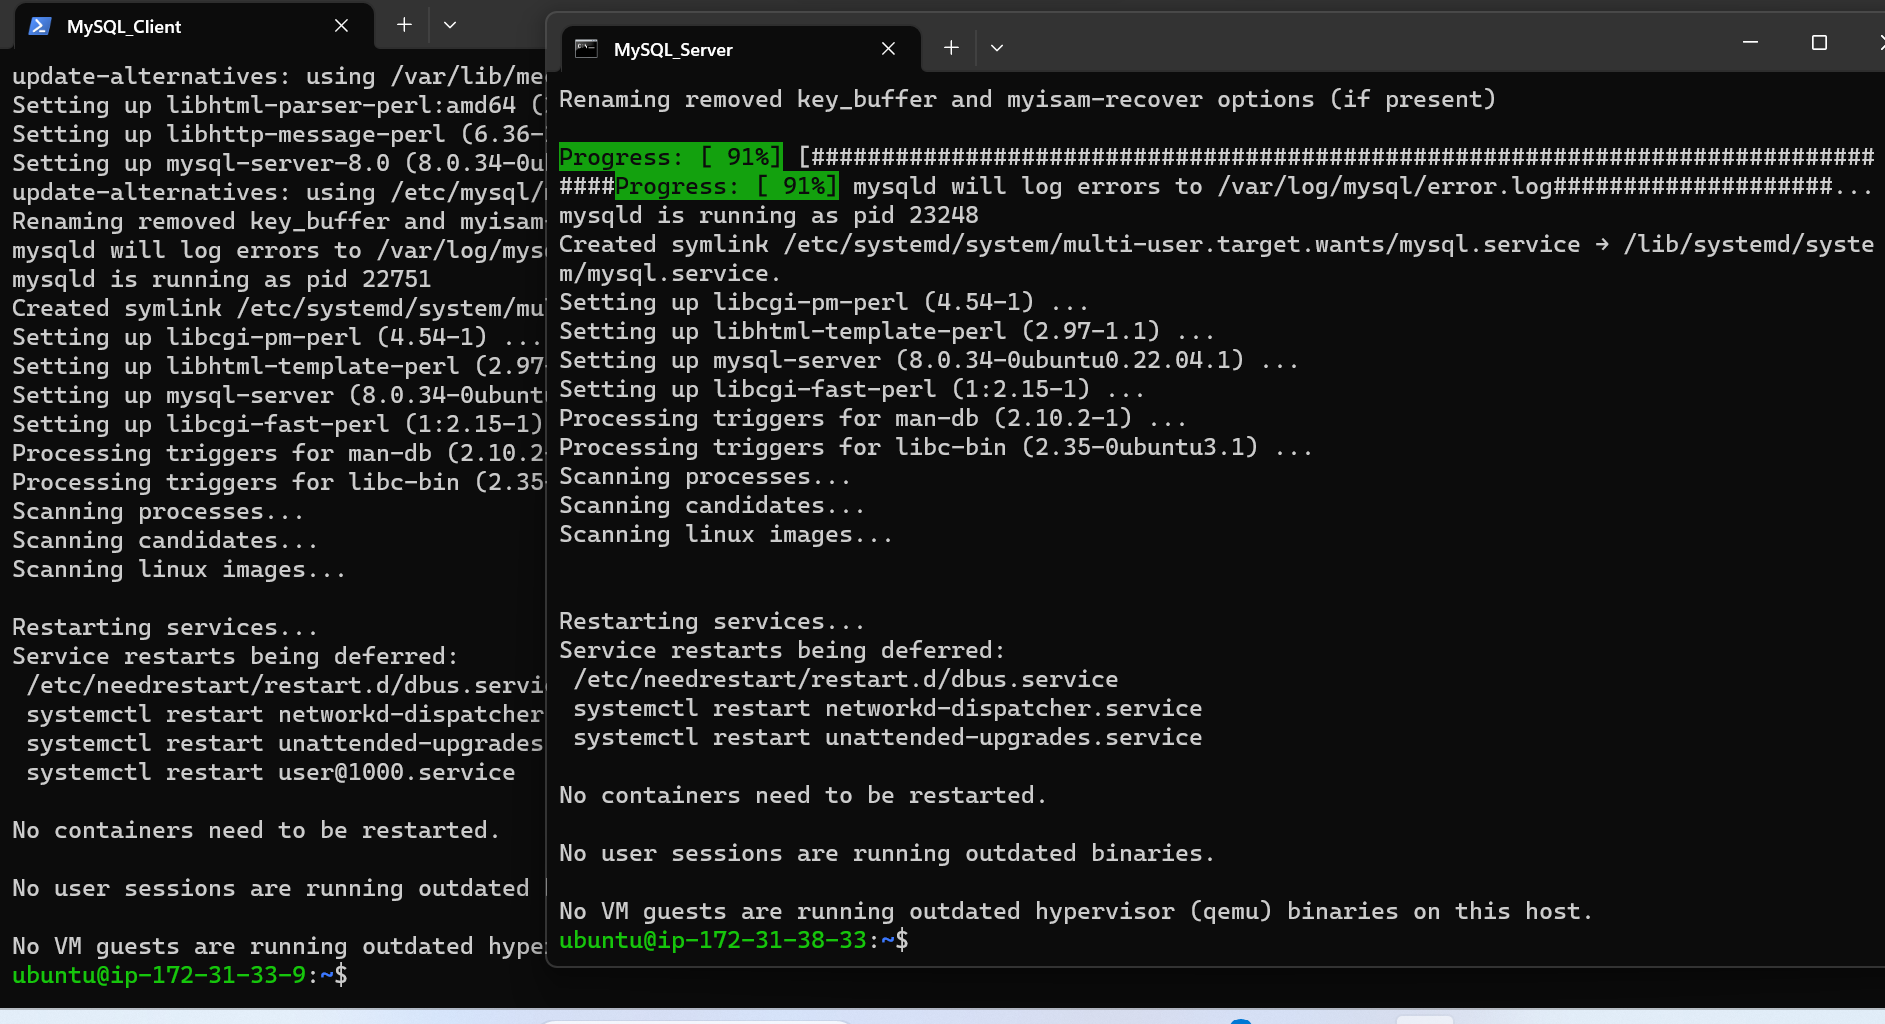 MySQL_Client
update-alternatives: using /var/lib/me
Setting up libhtml-parser-perl:amd64 (
Setting up libhttp-message-perl (6.36-
Setting up mysql-server-8.0 (8.0.34-0u
update-alternatives: using /etc/mysql/
Renaming removed key_buffer and myisam
mysqld will log errors to /var/log/mys
mysqld is running as pid 22751
Created symlink /etc/systemd/system/mu
Setting up libcgi-pm-perl (4.54-1) ...
Setting up libhtml-template-perl (2.97
Setting up mysql-server (8.0.34-0ubunt
Setting up libcgi-fast-perl (1:2.15-1)
Processing triggers for man-db (2.10.2
Processing triggers for libc-bin (2.35
Scanning processes...
Scanning candidates...
Scanning linux images...
Restarting services...
Service restarts being deferred:
/etc/needrestart/restart.d/dbus.servi
systemctl restart networkd-dispatcher
systemctl restart unattended-upgrades
systemctl restart user@1000.service
No containers need to be restarted.
No user sessions are running outdated
No VM guests are running outdated hype
ubuntu@ip-172-31-33-9:~$
MySQL_Server
Renaming removed key_buffer and myisam-recover options (if present)
Progress: [ 91%] [############################################################################
####Progress: [ 91%] mysqld will log errors to /var/log/mysql/error.log####################...
mysqld is running as pid 23248
Created symlink /etc/systemd/system/multi-user.target.wants/mysql.service → /lib/systemd/syste
m/mysql.service.
Setting up libcgi-pm-perl (4.54-1) ...
Setting up libhtml-template-perl (2.97-1.1) ...
Setting up mysql-server (8.0.34-0ubuntu0.22.04.1) ...
Setting up libcgi-fast-perl (1:2.15-1) ...
Processing triggers for man-db (2.10.2-1) ...
Processing triggers for libc-bin (2.35-0ubuntu3.1) ...
Scanning processes...
Scanning candidates...
Scanning linux images...
Restarting services...
Service restarts being deferred:
/etc/needrestart/restart.d/dbus.service
systemctl restart networkd-dispatcher.service
systemctl restart unattended-upgrades.service
No containers need to be restarted.
No user sessions are running outdated binaries.
No VM guests are running outdated hypervisor (qemu) binaries on this host.
ubuntu@ip-172-31-38-33:~$